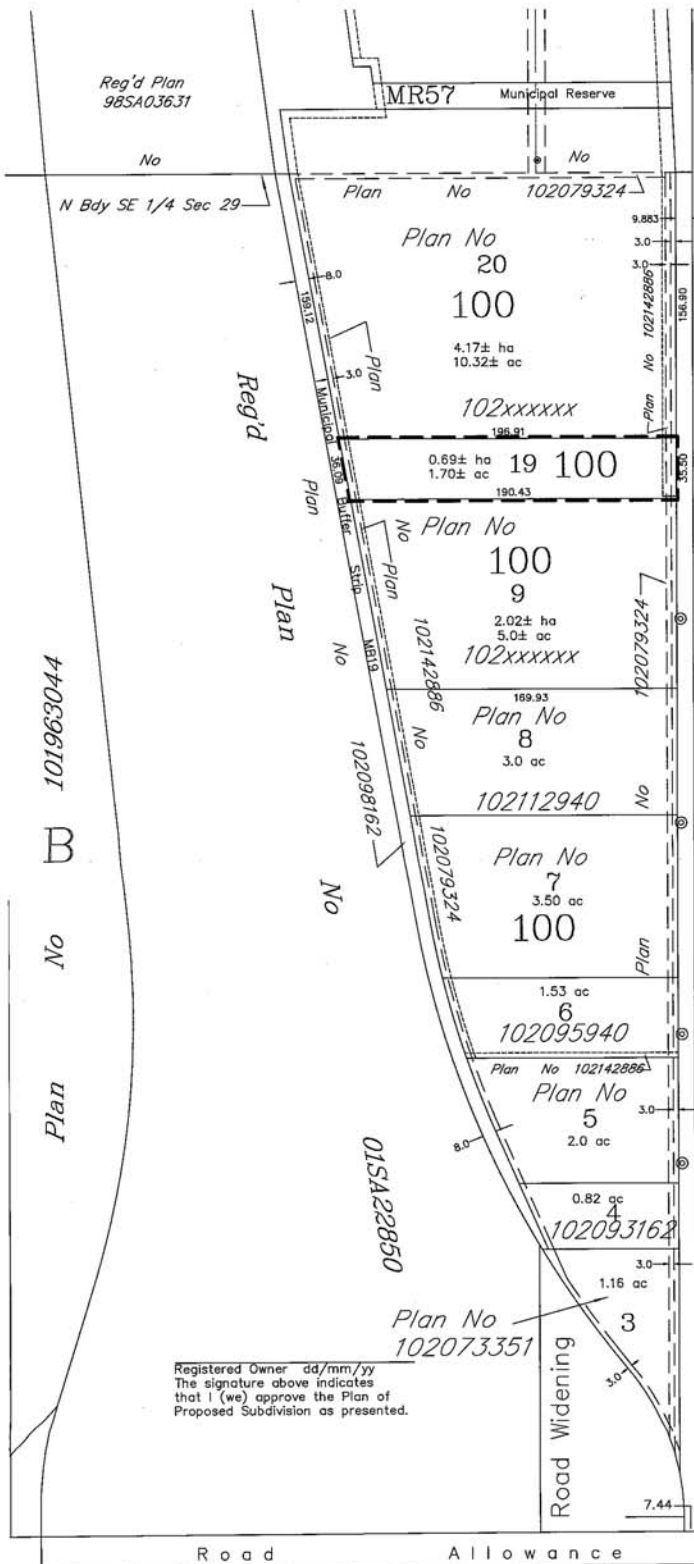 Reg'd Plan
98SA03631
MR57 Municipal Reserve
No
No
Plan No 102079324
N Bdy SE 1/4 Sec 29
9.883
3.0
3.0
Plan No
20
100
4.17± ha
10.32± ac
102xxxxxx
8.0
159.12
3.0
Plan
156.90
Plan No 102142886
196.91
0.69± ha
1.70± ac
19 100
190.43
36.09
35.50
Municipal Buffer Strip MB19
Reg'd Plan No 01SA22850
Plan No 102098162
Plan No 102142886
Plan No
100
9
2.02± ha
5.0± ac
102xxxxxx
169.93
Plan No 102079324
Plan No
8
3.0 ac
102112940
No 102079324
Plan No
7
3.50 ac
100
1.53 ac
6
102095940
Plan No 102142886
Plan No
5
2.0 ac
3.0
8.0
0.82 ac
4
102093162
3.0
1.16 ac
3
Plan No
102073351
3.0
Plan No B 101963044
Registered Owner dd/mm/yy
The signature above indicates
that I (we) approve the Plan of
Proposed Subdivision as presented.
Road Widening
7.44
Road Allowance